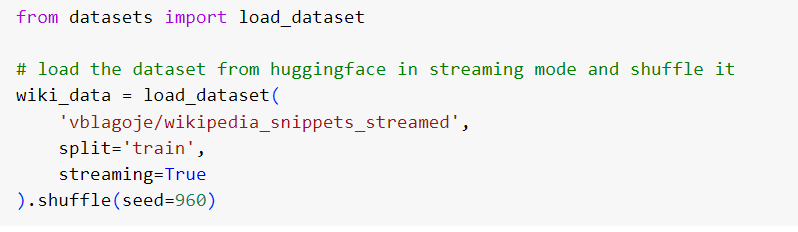 from datasets import load_dataset
# load the dataset from huggingface in streaming mode and shuffle it
wiki_data = load_dataset(
    'vblagoje/wikipedia_snippets_streamed',
    split='train',
    streaming=True
).shuffle(seed=960)